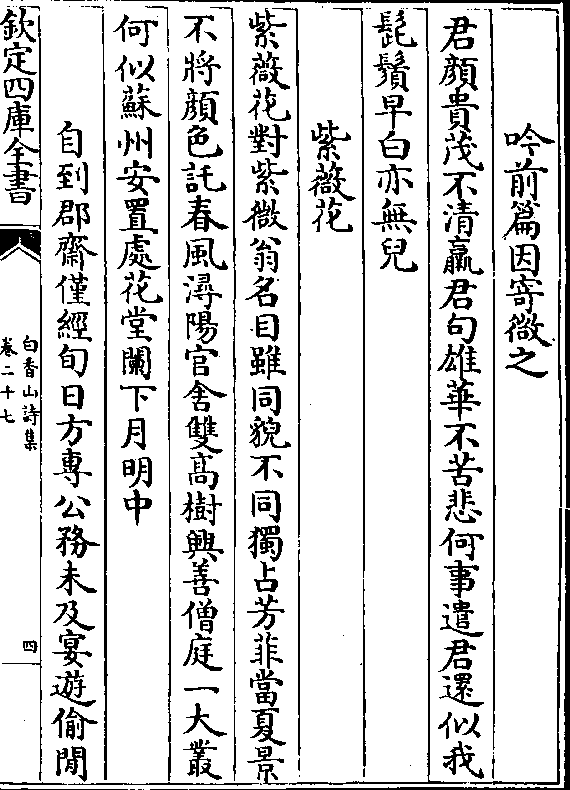 吟前篇因寄微之
君顔貴茂不清羸君句雄華不苦悲何事遣君還似我
髭鬚早白亦無兒
紫薇花
紫薇花對紫微翁名目雖同貌不同獨占芳菲當夏景
不將顔色託春風潯陽官舍雙髙樹興善僧庭一大叢
何似蘇州安置處花堂闌下月明中
自到郡齋僅經旬日方專公務未及宴遊偷閒
欽定四庫全書
白香山詩集
卷二十七
四